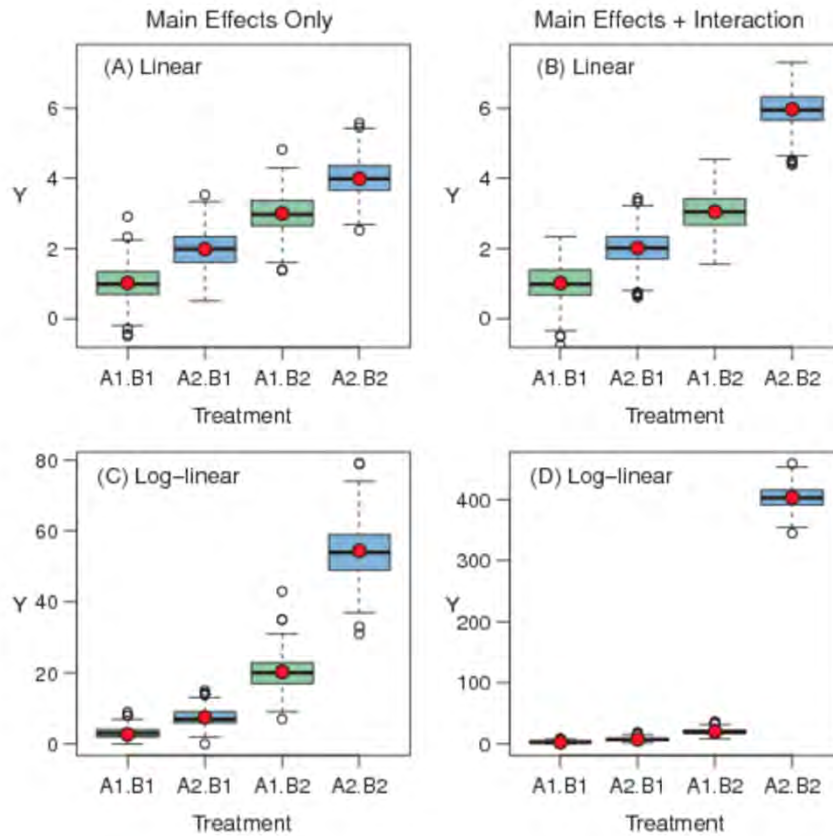 Main Effects Only
Main Effects + Interaction
(A) Linear
6
4
2
0
Y
A1.B1 A2.B1 A1.B2 A2.B2
Treatment
(B) Linear
6
4
2
0
Y
A1.B1 A2.B1 A1.B2 A2.B2
Treatment
(C) Log−linear
80
60
40
20
0
Y
A1.B1 A2.B1 A1.B2 A2.B2
Treatment
(D) Log−linear
400
300
200
100
0
Y
A1.B1 A2.B1 A1.B2 A2.B2
Treatment